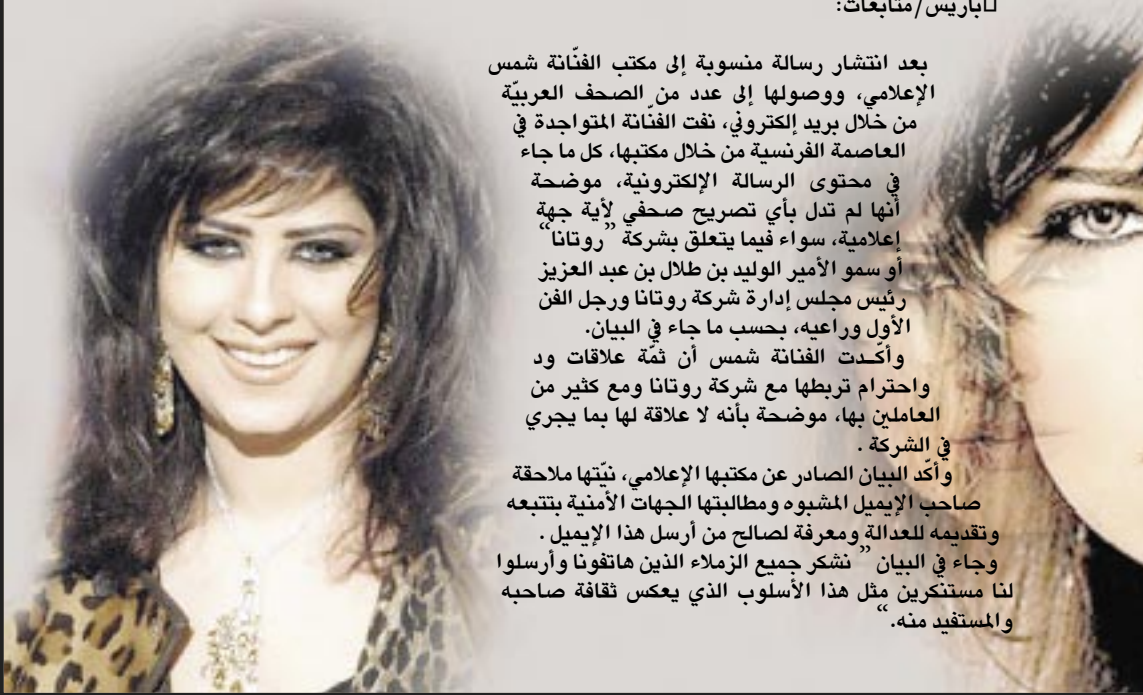 باريس/متابعات:
بعد انتشار رسالة منسوبة إلى مكتب الفنّانة شمس
الإعلامي، ووصولها إلى عدد من الصحف العربيّة
من خلال بريد إلكتروني، نفت الفنّانة المتواجدة في
العاصمة الفرنسية من خلال مكتبها، كل ما جاء
في محتوى الرسالة الإلكترونية، موضحة
أنها لم تدل بأي تصريح صحفي لأية جهة
إعلامية، سواء فيما يتعلق بشركة ”روتانا“
أو سمو الأمير الوليد بن طلال بن عبد العزيز
رئيس مجلس إدارة شركة روتانا ورجل الفن
الأول وراعيه، بحسب ما جاء في البيان.
وأكّدت الفنانة شمس أن ثمّة علاقات ود
واحترام تربطها مع شركة روتانا ومع كثير من
العاملين بها، موضحة بأنه لا علاقة لها بما يجري
في الشركة .
وأكّد البيان الصادر عن مكتبها الإعلامي، نيّتها ملاحقة
صاحب الإيميل المشبوه ومطالبتها الجهات الأمنية بتتبعه
وتقديمه للعدالة ومعرفة لصالح من أرسل هذا الإيميل .
وجاء في البيان ” نشكر جميع الزملاء الذين هاتفونا وأرسلوا
لنا مستنكرين مثل هذا الأسلوب الذي يعكس ثقافة صاحبه
والمستفيد منه.“